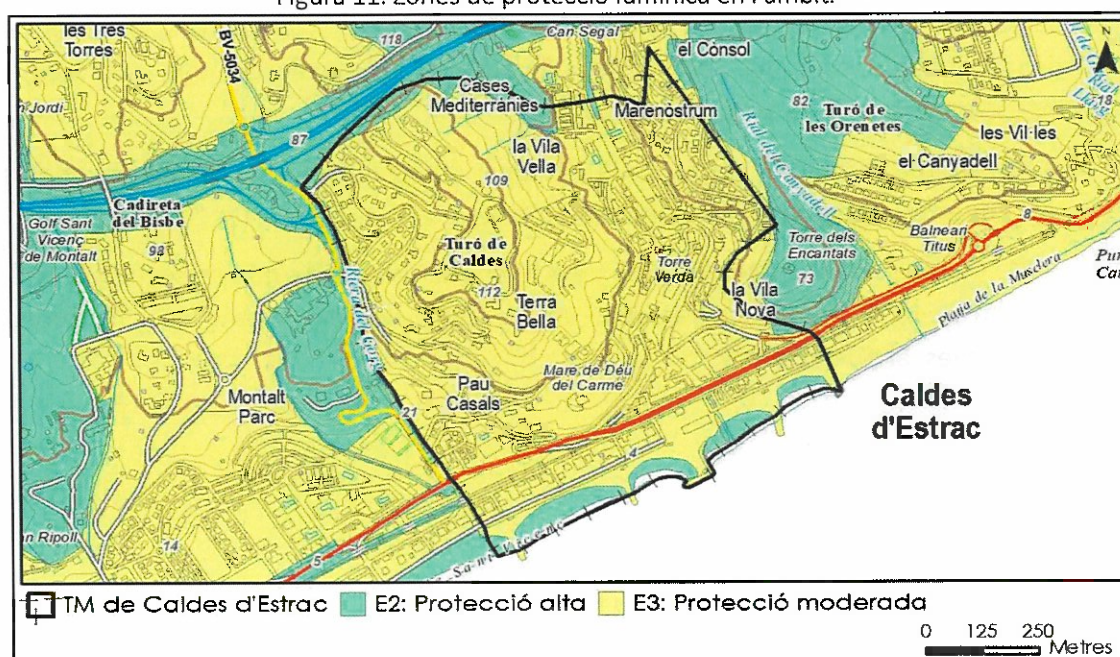 Figura 11. Zones de protecció lumínica en l'àmbit.
les Tres
Torres
BV-5034
118
Can Segal
el Cònsol
Cases
Mediterrànies
Marenostrum
82
Turó de
les Orenetes
les Vil·les
87
la Vila
Vella
Rial de
Canyadell
el Canyadell
109
Cadireta
del Bisbe
Golf Sant
Vicenç
de Montalt
98
Turó de
Caldes
Torre
Verda
Torre dels
Encantats
73
Balneari
Titus
8
112
Terra
Bella
la Vila
Nova
Platja de la Musclera
Mare de Déu
del Carme
Pau
Casals
Montalt
Parc
21
4
Caldes
d'Estrac
14
5
TM de Caldes d'Estrac E2: Protecció alta E3: Protecció moderada
0 125 250
Metres